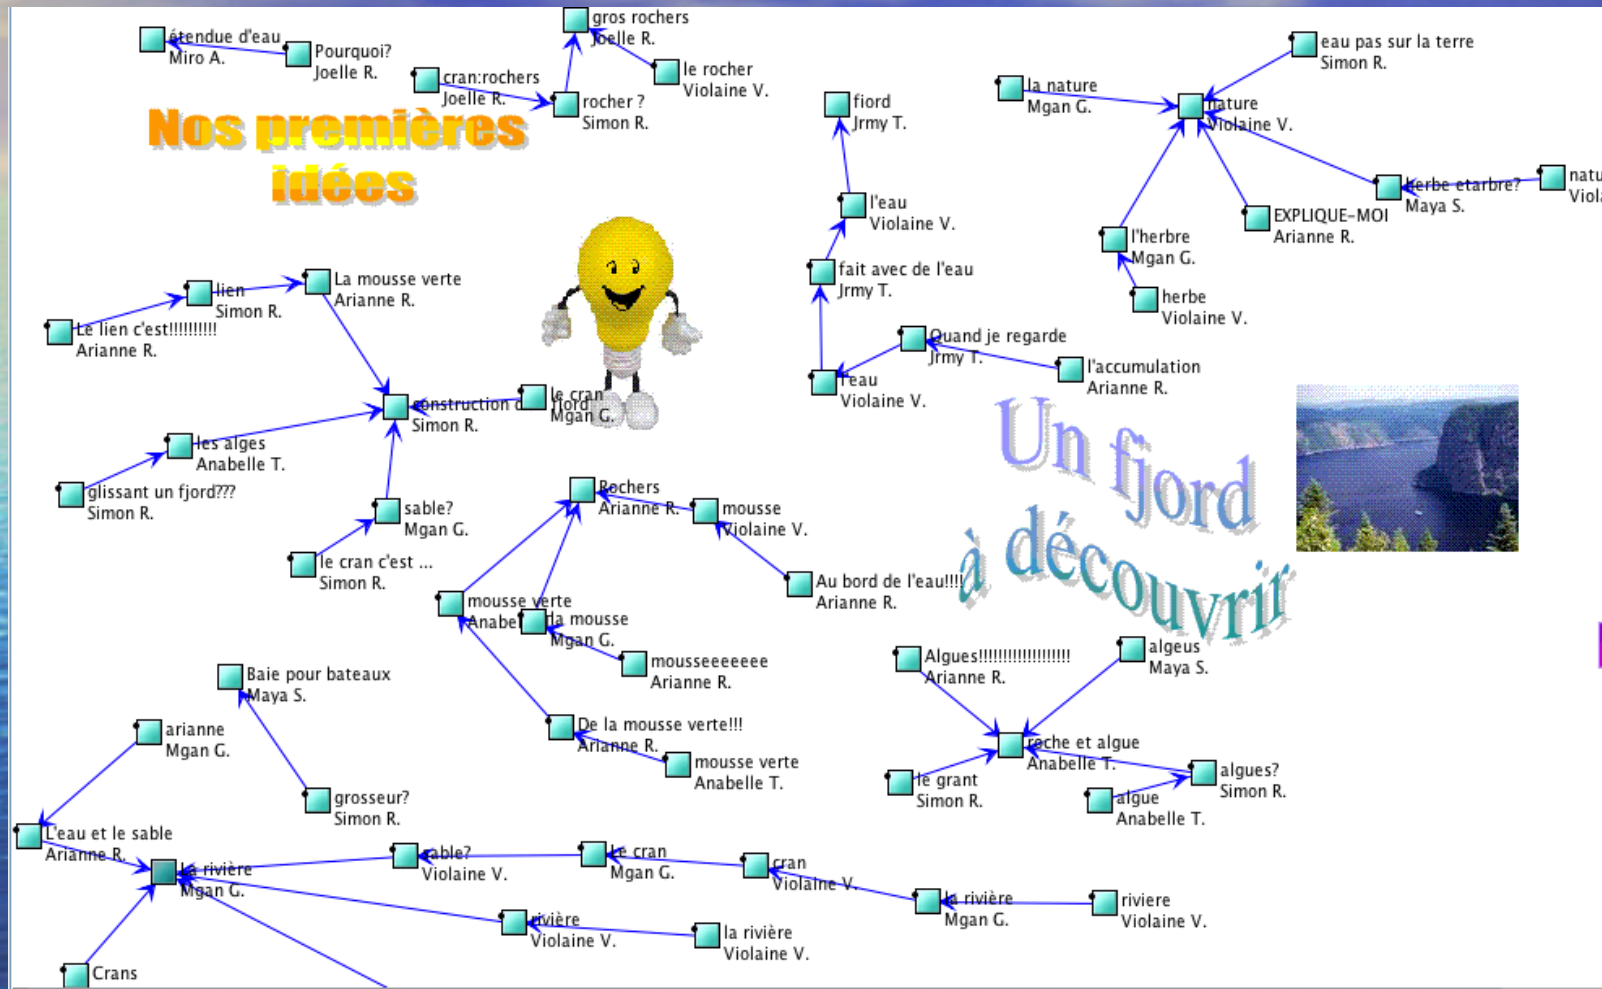 étendue d'eau
Miro A.
Pourquoi?
Joelle R.
gros rochers
Joelle R.
cran:rochers
Joelle R.
rocher ?
Simon R.
le rocher
Violaine V.
Nos premières
idées
fiord
Jrmy T.
l'eau
Violaine V.
fait avec de l'eau
Jrmy T.
Quand je regarde
Jrmy T.
l'eau
Violaine V.
l'accumulation
Arianne R.
eau pas sur la terre
Simon R.
la nature
Mgan G.
nature
Violaine V.
herbe etarbre?
Maya S.
EXPLIQUE-MOI
Arianne R.
l'herbre
Mgan G.
herbe
Violaine V.
La mousse verte
Arianne R.
lien
Simon R.
Le lien c'est!!!!!!!!!!
Arianne R.
le cran
Mgan G.
construction
Simon R.
les alges
Anabelle T.
glissant un fjord???
Simon R.
sable?
Mgan G.
le cran c'est ...
Simon R.
Rochers
Arianne R.
mousse
Violaine V.
Au bord de l'eau!!!!
Arianne R.
mousse verte
la mousse
Mgan G.
mousseeeeeee
Arianne R.
De la mousse verte!!!
Arianne R.
mousse verte
Anabelle T.
Un fjord
à découvrir
Algues!!!!!!!!!!!!!!!!!!!
Arianne R.
algeus
Maya S.
roche et algue
Anabelle T.
le grant
Simon R.
algues?
Simon R.
algue
Anabelle T.
Baie pour bateaux
Maya S.
grosseur?
Simon R.
arianne
Mgan G.
L'eau et le sable
Arianne R.
La rivière
Mgan G.
sable?
Violaine V.
Le cran
Mgan G.
cran
Violaine V.
la rivière
Mgan G.
riviere
Violaine V.
rivière
Violaine V.
la rivière
Violaine V.
Crans